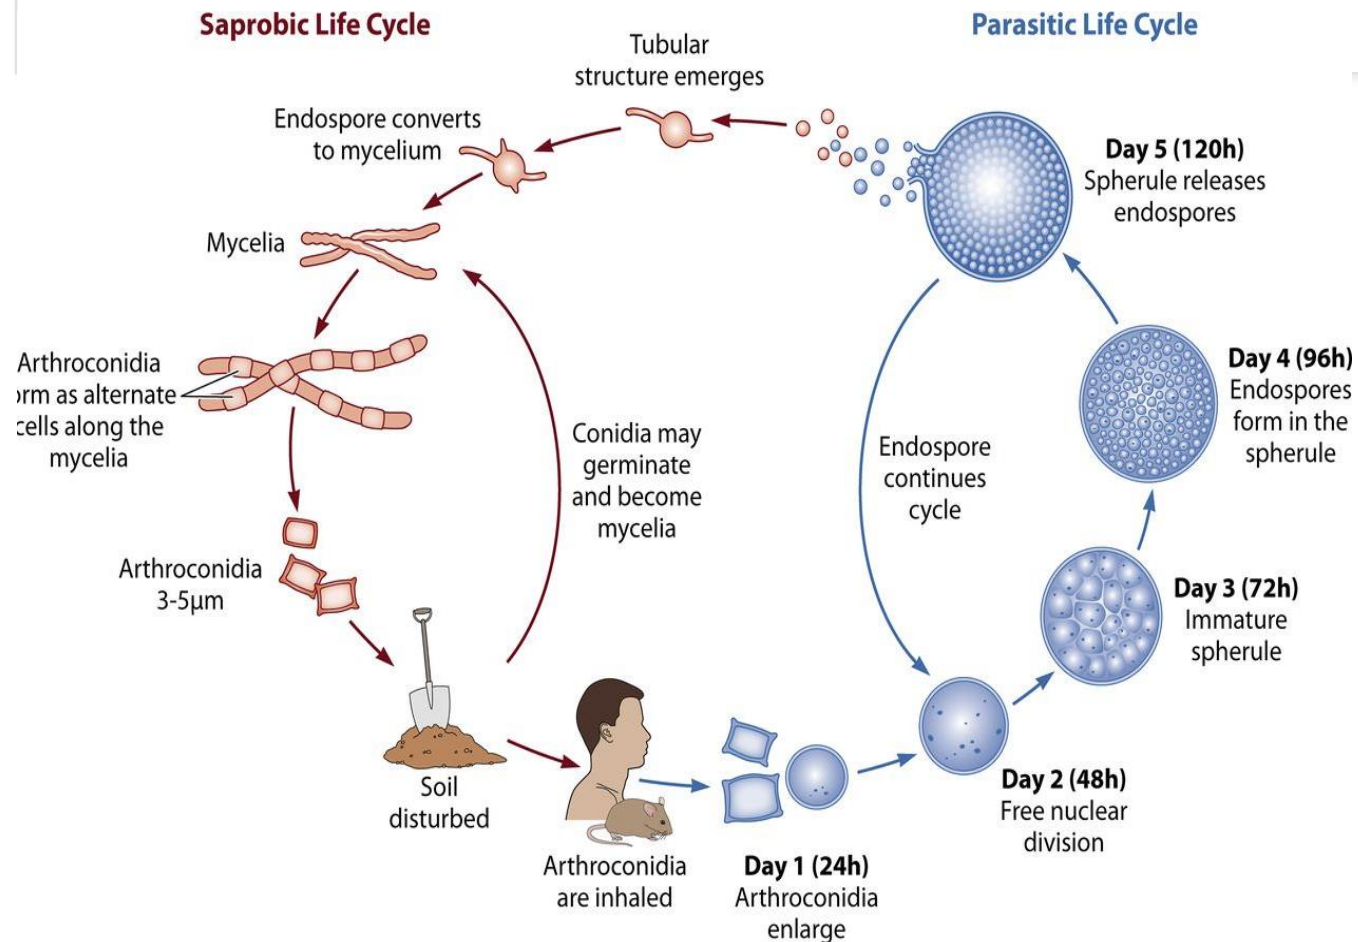 Saprobic Life Cycle
Parasitic Life Cycle
Tubular
structure emerges
Endospore converts
to mycelium
Mycelia
Arthroconidia
orm as alternate
cells along the
mycelia
Arthroconidia
3-5μm
Soil
disturbed
Conidia may
germinate
and become
mycelia
Arthroconidia
are inhaled
Day 1 (24h)
Arthroconidia
enlarge
Day 2 (48h)
Free nuclear
division
Day 3 (72h)
Immature
spherule
Day 4 (96h)
Endospores
form in the
spherule
Day 5 (120h)
Spherule releases
endospores
Endospore
continues
cycle